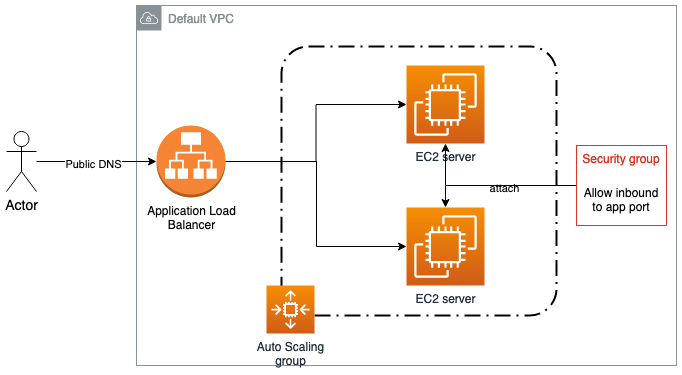 Default VPC
EC2 server
Public DNS
Actor
Application Load
Balancer
attach
Security group
Allow inbound
to app port
EC2 server
Auto Scaling
group